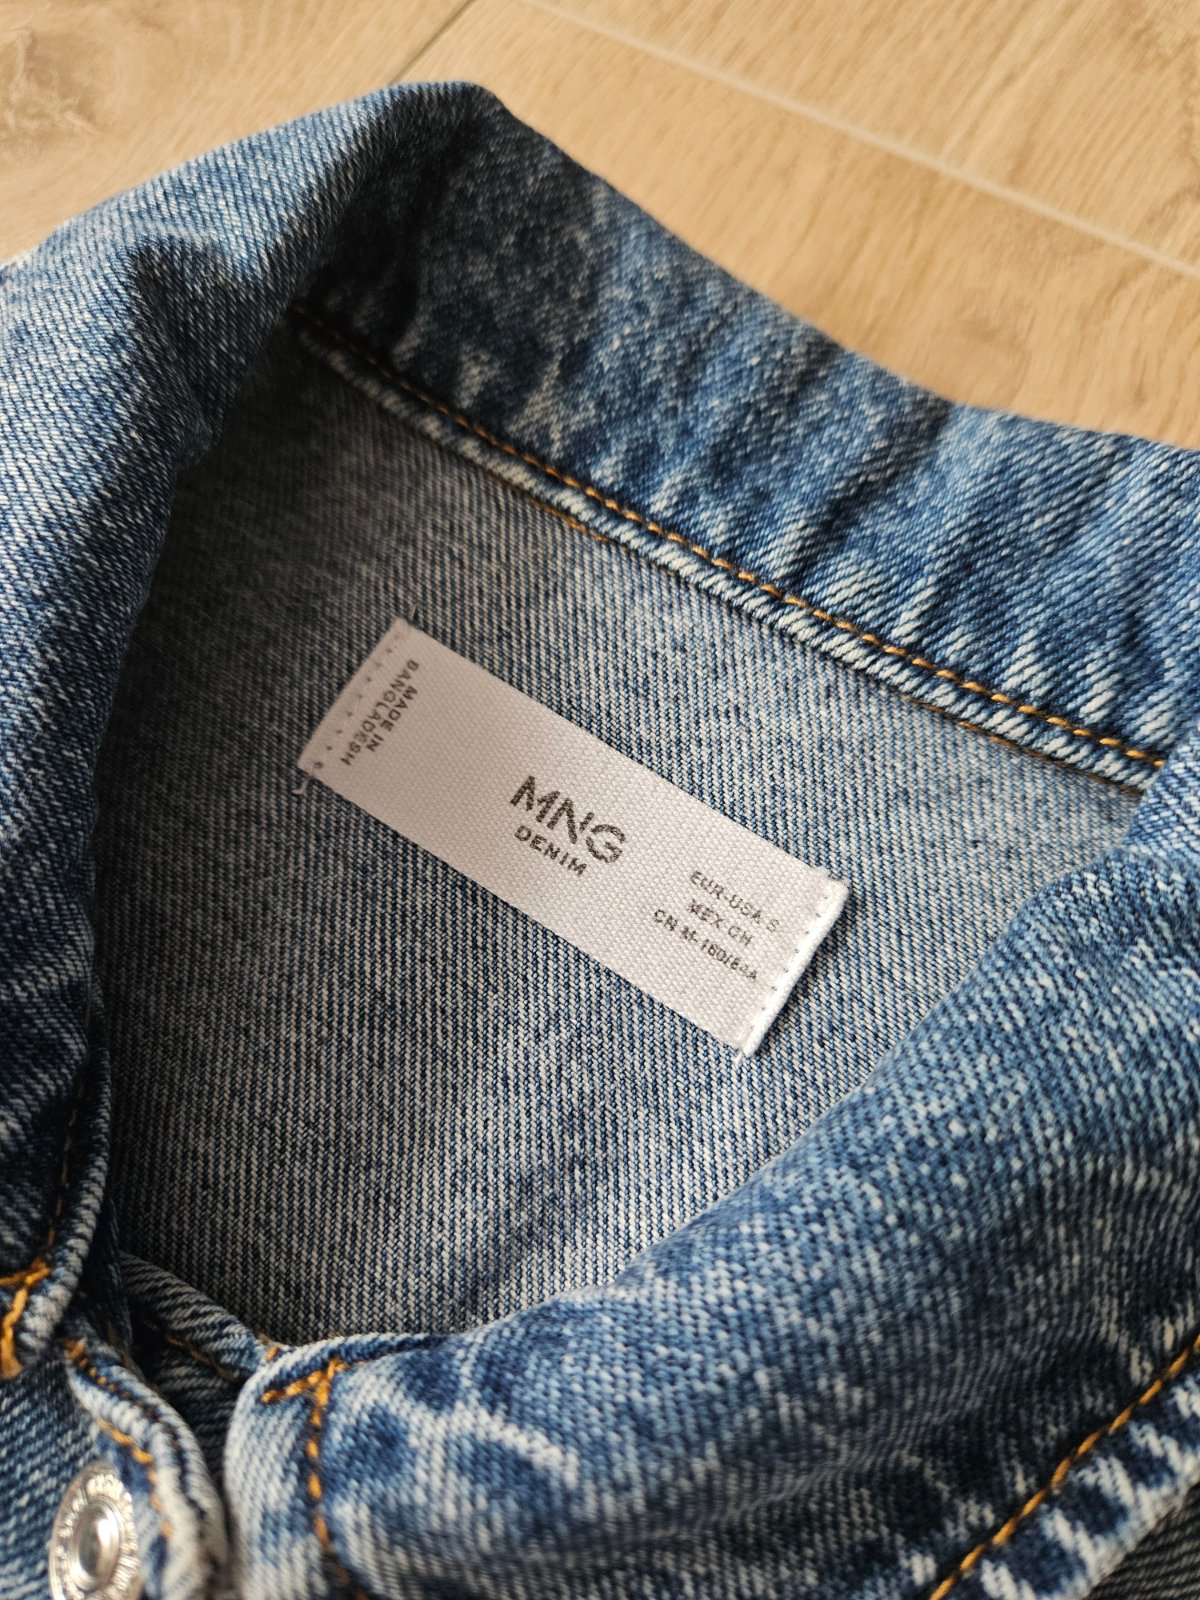 MADE IN
BANGLADESH
MNG
DENIM
EUR-USA S
MEX CH
CN M-160/84A